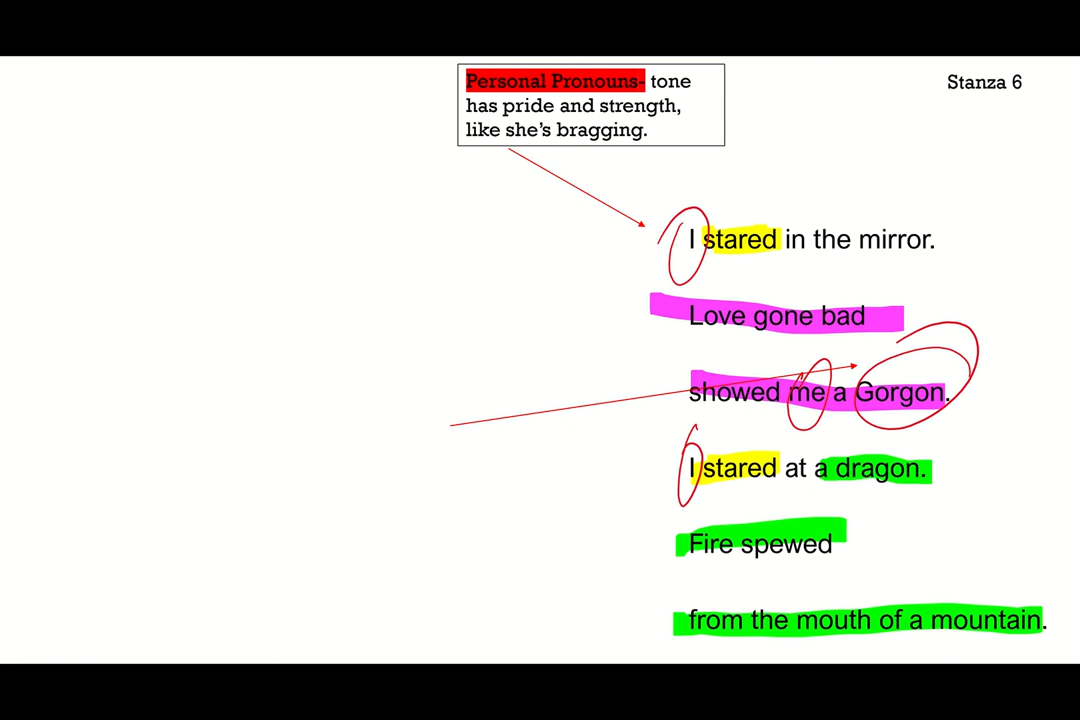 Personal Pronouns- tone
has pride and strength,
like she's bragging.
Stanza 6
I stared in the mirror.
Love gone bad
showed me a Gorgon.
I stared at a dragon.
Fire spewed
from the mouth of a mountain.